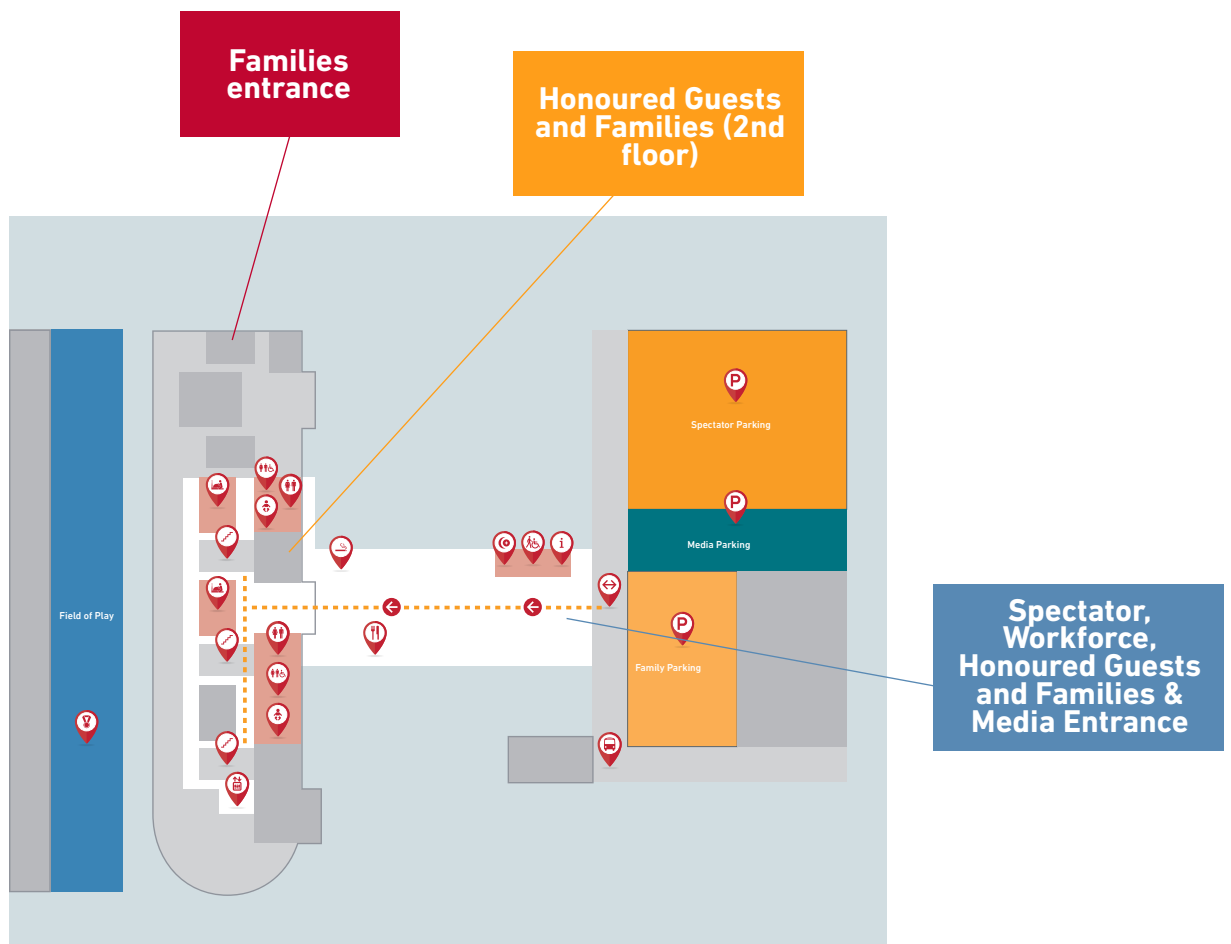 Families
entrance
Honoured Guests
and Families (2nd
floor)
P
Spectator Parking
P
Media Parking
i
Field of Play
P
Family Parking
Spectator,
Workforce,
Honoured Guests
and Families &
Media Entrance